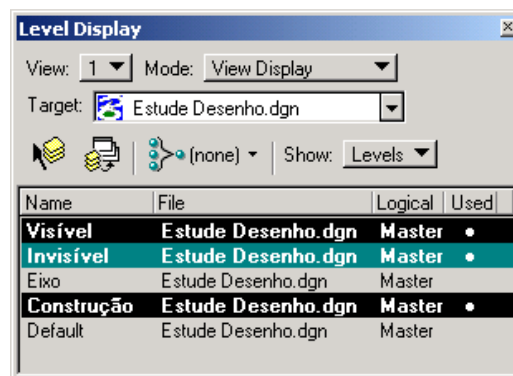 Level Display
View: 1 Mode: View Display
Target: Estude Desenho.dgn
(none) Show: Levels
Name File Logical Used
Visível Estude Desenho.dgn Master •
Invisível Estude Desenho.dgn Master •
Eixo Estude Desenho.dgn Master
Construção Estude Desenho.dgn Master •
Default Estude Desenho.dgn Master